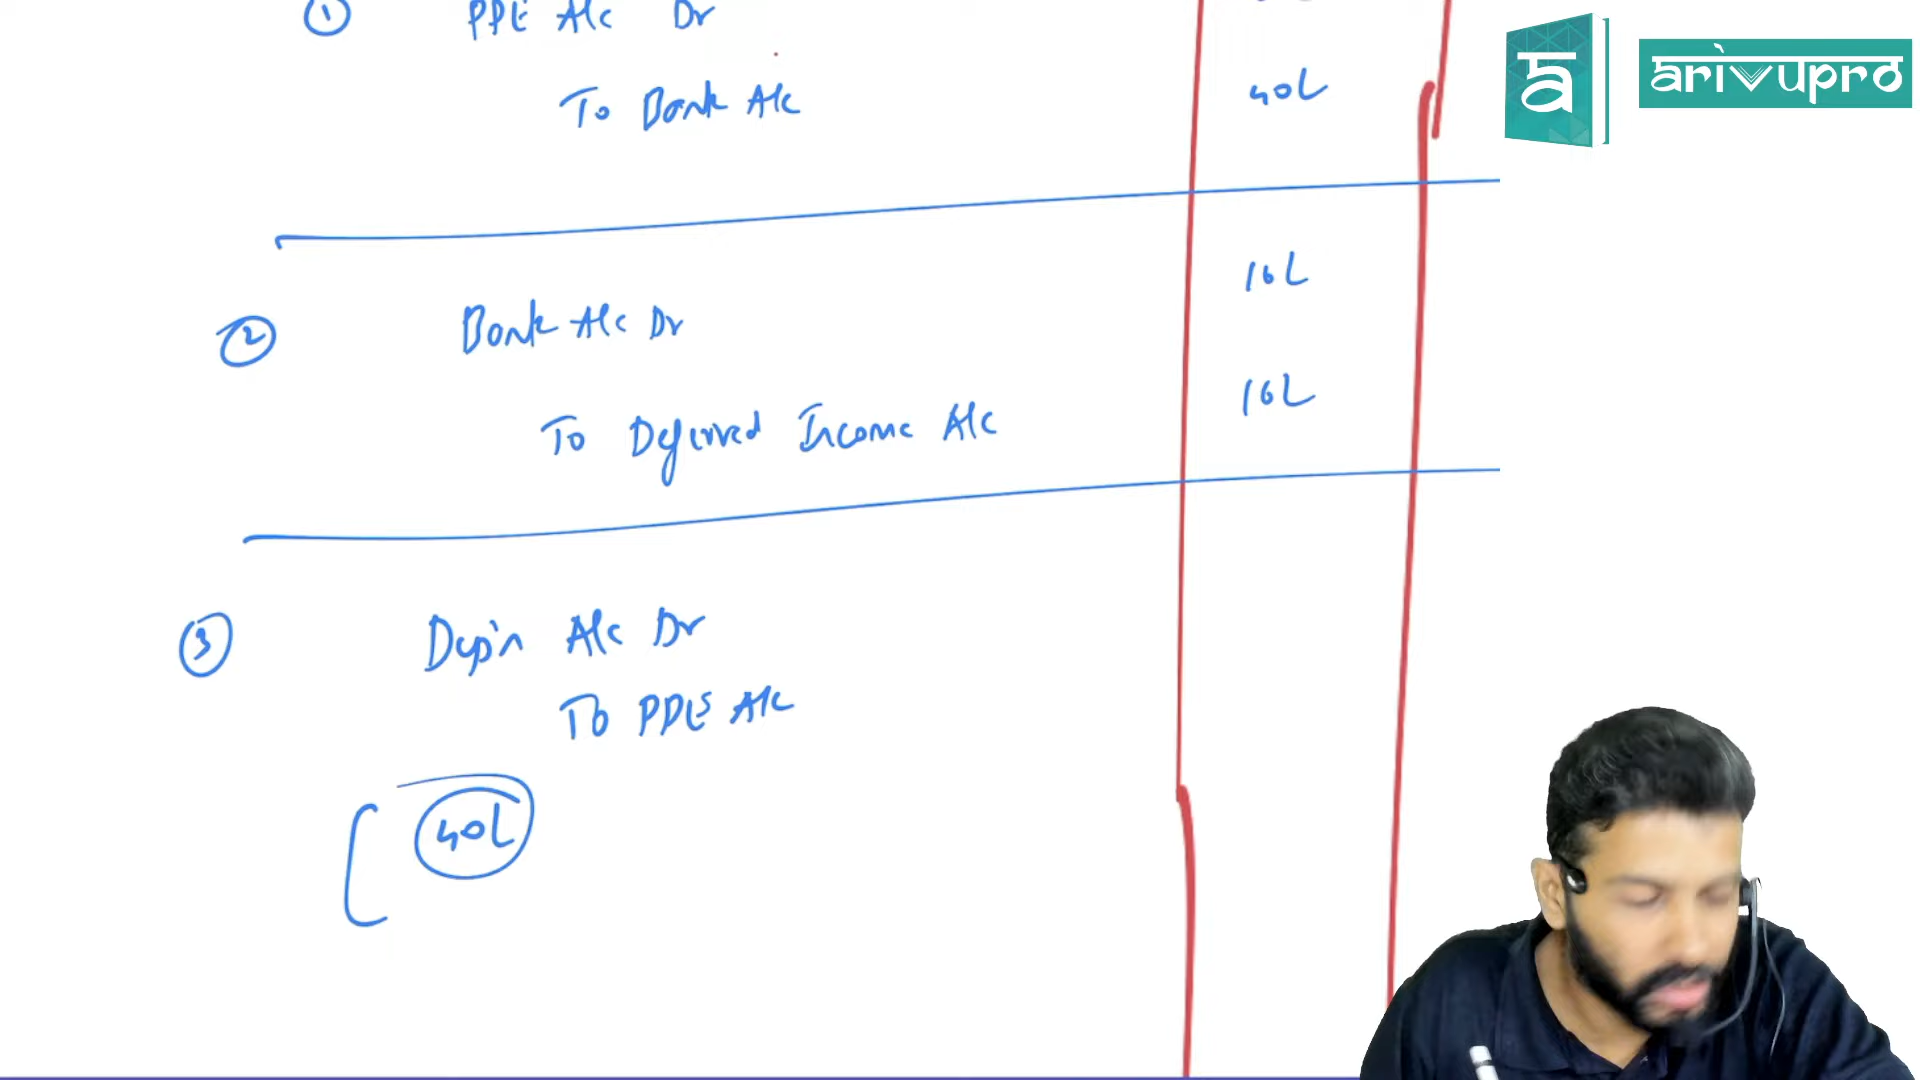 ① PPE A/c Dr
To Bank A/c 40L
arivupro
② Bank A/c Dr 16L
To Deferred Income A/c 16L
③ Dep'n A/c Dr
To PPE A/c
[ 40L